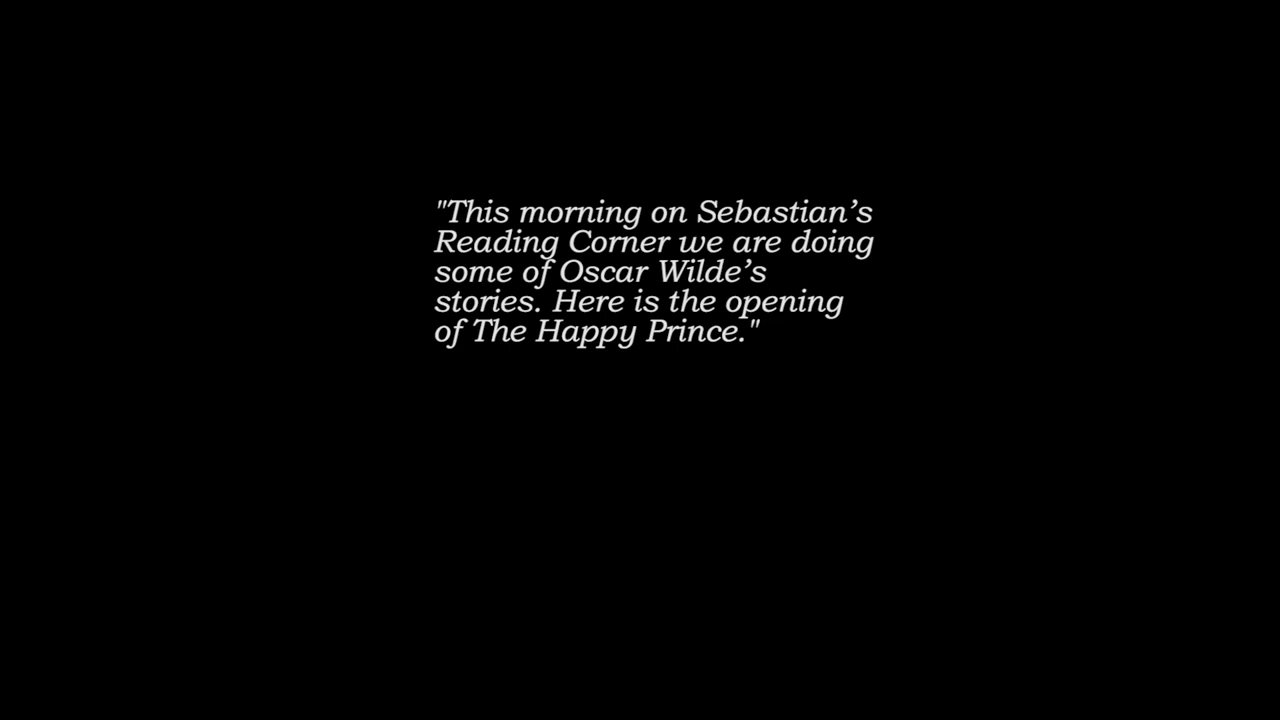 "This morning on Sebastian’s
Reading Corner we are doing
some of Oscar Wilde’s
stories. Here is the opening
of The Happy Prince."